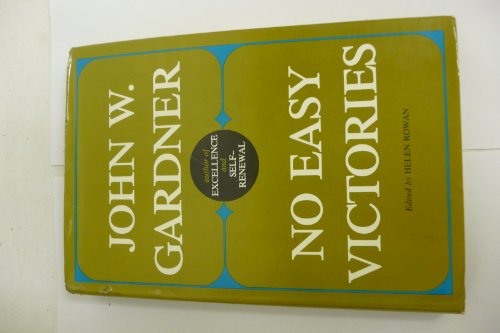 JOHN W.
GARDNER
author of
EXCELLENCE
and
SELF-
RENEWAL
NO EASY
VICTORIES
Edited by HELEN ROWAN